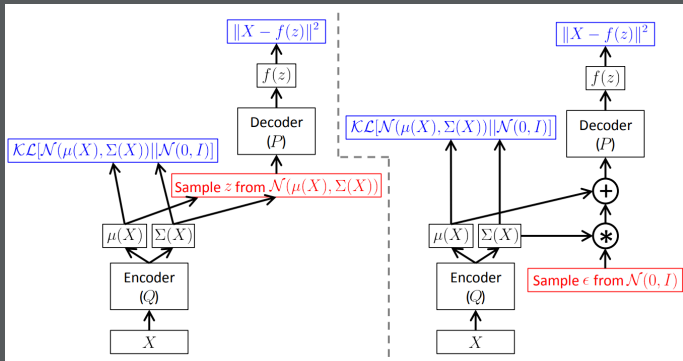 ‖X − f(z)‖²
f(z)
Decoder
(P)
𝒦ℒ[𝒩(μ(X), Σ(X))||𝒩(0, I)]
Sample z from 𝒩(μ(X), Σ(X))
μ(X) Σ(X)
Encoder
(Q)
X
‖X − f(z)‖²
f(z)
Decoder
(P)
𝒦ℒ[𝒩(μ(X), Σ(X))||𝒩(0, I)]
+
μ(X) Σ(X)
*
Sample ϵ from 𝒩(0, I)
Encoder
(Q)
X